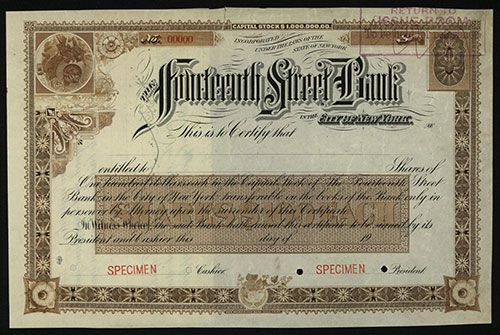 RETURN TO
CAPITAL STOCK $1,000,000.00
No. 00000
INCORPORATED
UNDER THE LAWS OF THE
STATE OF NEW YORK
THE
Fourteenth Street Bank
IN THE CITY OF NEW YORK
This is to Certify that
entitled to Shares of
One hundred dollars each in the Capital Stock of The Fourteenth Street
Bank in the City of New York transferable on the books of the Bank only in
person or by Attorney upon the surrender of this Certificate.
In Witness Whereof, the said Bank has caused this certificate to be signed by its
President and Cashier this day of 19
SPECIMEN Cashier SPECIMEN President